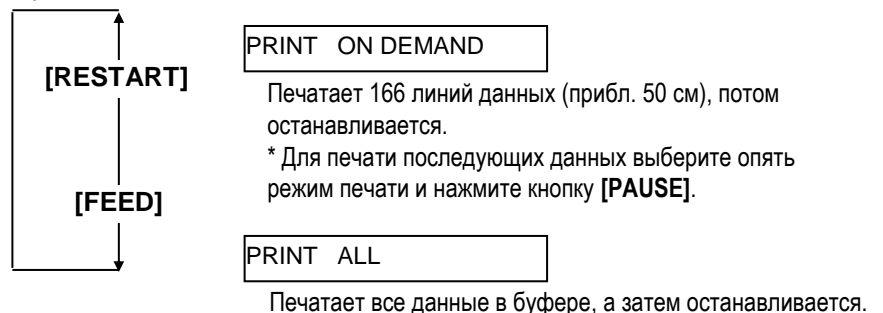 PRINT ON DEMAND
[RESTART]
Печатает 166 линий данных (прибл. 50 см), потом
останавливается.
* Для печати последующих данных выберите опять
режим печати и нажмите кнопку [PAUSE].
[FEED]
PRINT ALL
Печатает все данные в буфере, а затем останавливается.